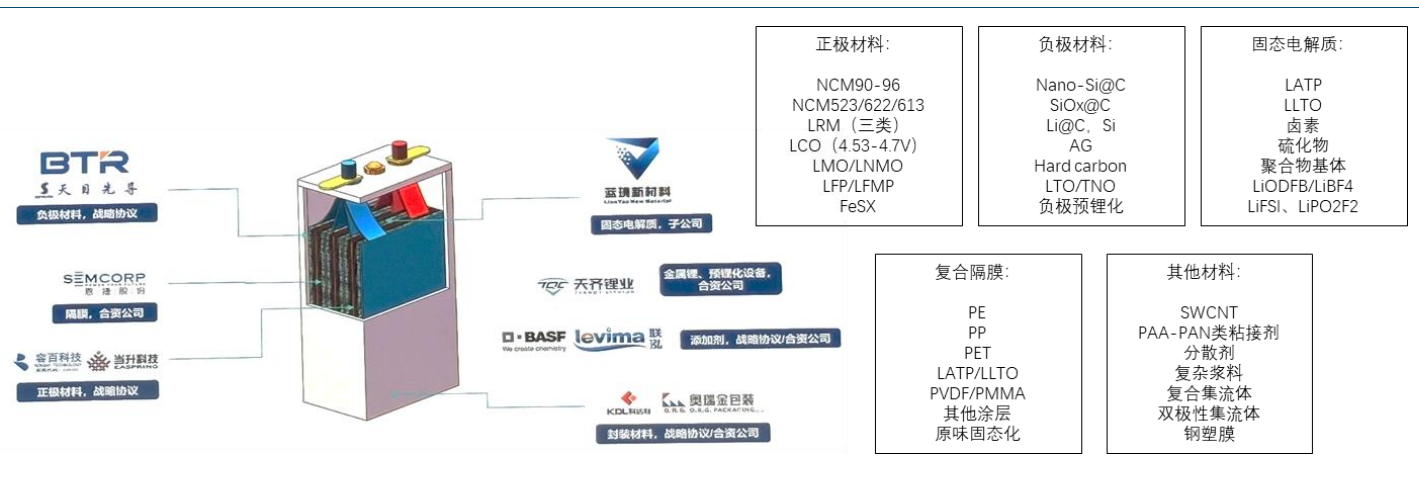 BTR
天目先导
负极材料，战略协议
SEMCORP
恩捷股份
隔膜，合资公司
容百科技
当升科技
EASPRING
正极材料，战略协议
蓝璃新材料
Lian Yao New Material
固态电解质，子公司
TQC 天齐锂业
TIANQI LITHIUM
金属锂、预锂化设备，
合资公司
BASF
We create chemistry
levima 联泓
添加剂，战略协议/合资公司
KDL科达利
奥瑞金包装
O.R.G. O.R.G. PACKAGING
封装材料，战略协议/合资公司
正极材料：
NCM90-96
NCM523/622/613
LRM（三类）
LCO（4.53-4.7V）
LMO/LNMO
LFP/LFMP
FeSX
负极材料：
Nano-Si@C
SiOx@C
Li@C，Si
AG
Hard carbon
LTO/TNO
负极预锂化
固态电解质：
LATP
LLTO
卤素
硫化物
聚合物基体
LiODFB/LiBF4
LiFSI、LiPO2F2
复合隔膜：
PE
PP
PET
LATP/LLTO
PVDF/PMMA
其他涂层
原味固态化
其他材料：
SWCNT
PAA-PAN类粘接剂
分散剂
复杂浆料
复合集流体
双极性集流体
钢塑膜